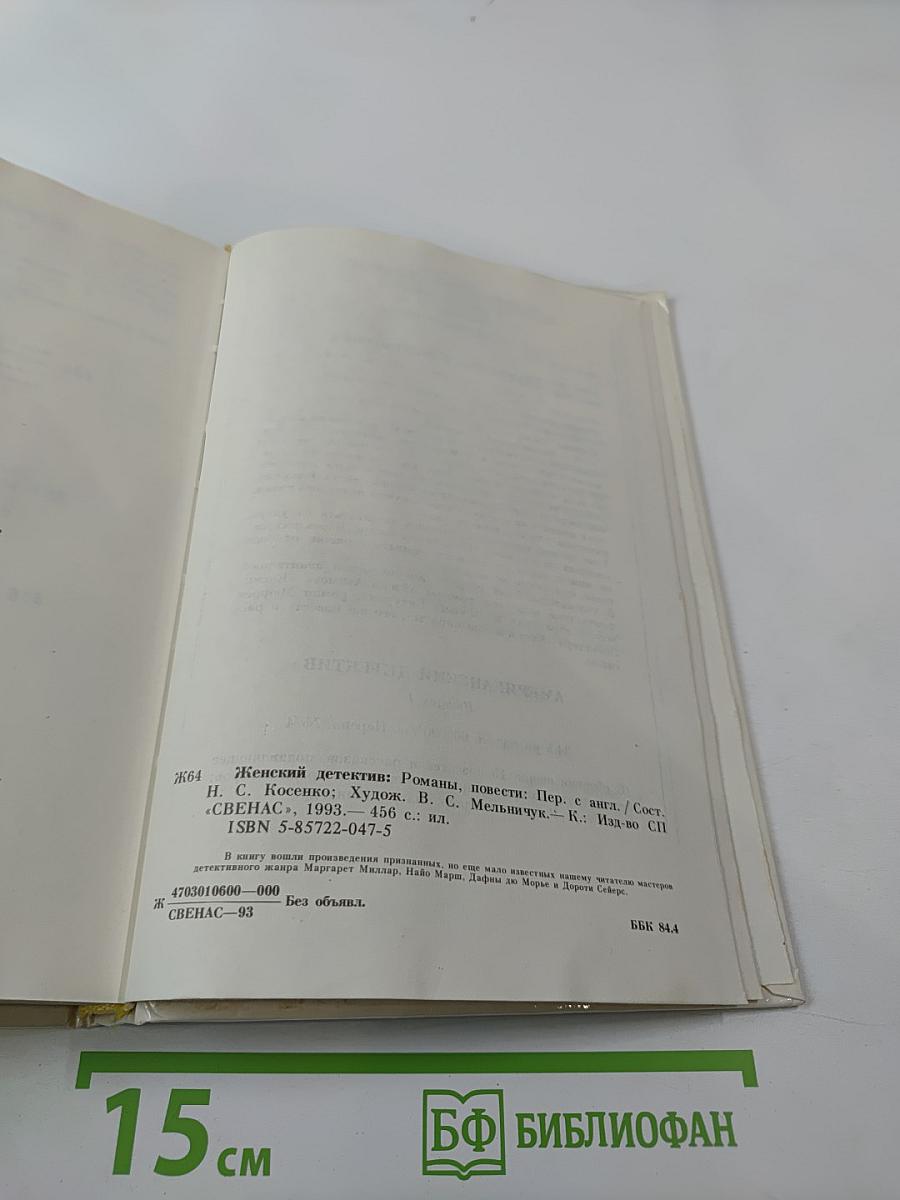 Ж64 Женский детектив: Романы, повести: Пер. с англ. / Сост.
Н. С. Косенко; Худож. В. С. Мельничук.— К.: Изд-во СП
«СВЕНАС», 1993.— 456 с.: ил.
ISBN 5-85722-047-5
В книгу вошли произведения признанных, но еще мало известных нашему читателю мастеров
детективного жанра Маргарет Миллар, Найо Марш, Дафны дю Морье и Дороти Сейерс.
Ж 4703010600—000
СВЕНАС—93
Без объявл.
ББК 84.4
15 см
БФ БИБЛИОФАН